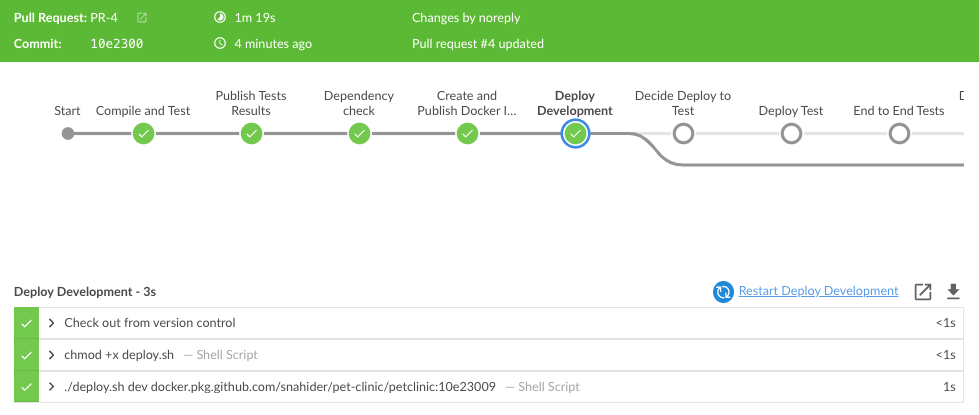 Pull Request: PR-4 1m 19s Changes by noreply
Commit: 10e2300 4 minutes ago Pull request #4 updated
Start
Compile and Test
Publish Tests
Results
Dependency
check
Create and
Publish Docker I...
Deploy
Development
Decide Deploy to
Test
Deploy Test
End to End Tests
D
Deploy Development - 3s Restart Deploy Development
Check out from version control <1s
chmod +x deploy.sh — Shell Script <1s
./deploy.sh dev docker.pkg.github.com/snahider/pet-clinic/petclinic:10e23009 — Shell Script 1s